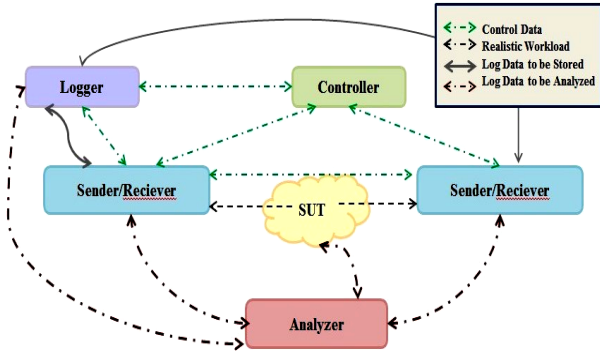 Control Data
Realistic Workload
Log Data to be Stored
Log Data to be Analyzed
Logger
Controller
Sender/Reciever
Sender/Reciever
SUT
Analyzer